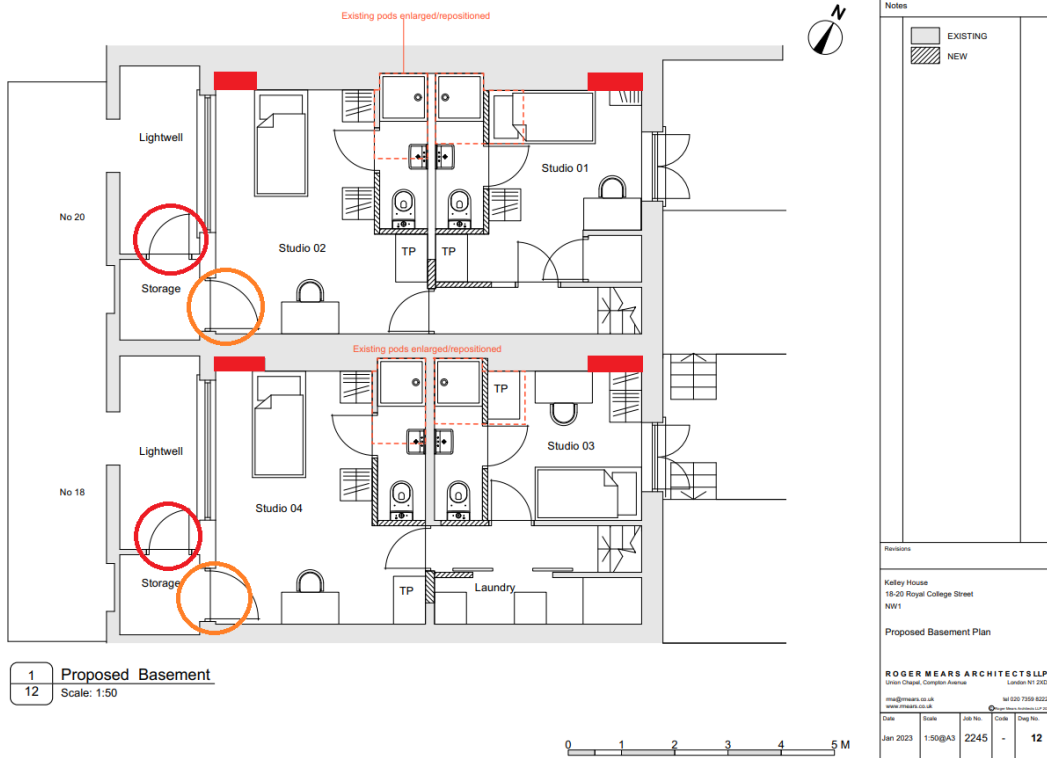 Existing pods enlarged/repositioned
N
Notes
EXISTING
NEW
Lightwell
Studio 01
No 20
Studio 02
TP
TP
Storage
Existing pods enlarged/repositioned
TP
Lightwell
Studio 03
No 18
Studio 04
Storage
TP
Laundry
Revisions
Kelley House
18-20 Royal College Street
NW1
Proposed Basement Plan
1
12
Proposed Basement
Scale: 1:50
ROGER MEARS ARCHITECTS LLP
Union Chapel, Compton Avenue London N1 2XD
rma@rmears.co.uk tel 020 7359 8222
www.rmears.co.uk
Date Scale Job No. Code Dwg No.
Jan 2023 1:50@A3 2245 - 12
0 1 2 3 4 5 M